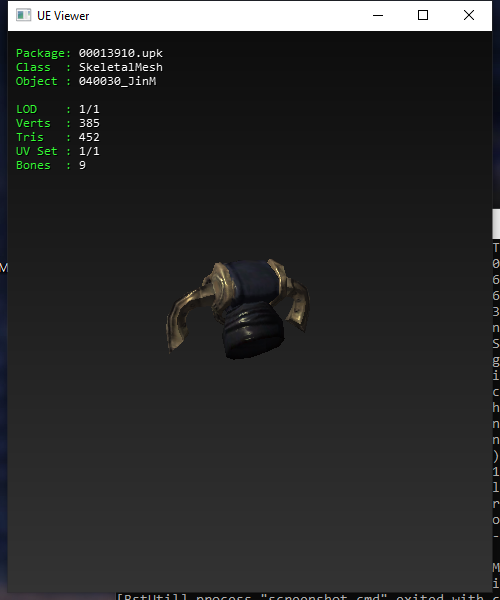 UE Viewer
Package: 00013910.upk
Class  : SkeletalMesh
Object : 040030_JinM
LOD    : 1/1
Verts  : 385
Tris   : 452
UV Set : 1/1
Bones  : 9
M
T
0
6
6
3
n
S
g
i
c
h
n
n
)
1
l
r
o
-
M
i
[BstUtil] process "screenshot.cmd" exited with c